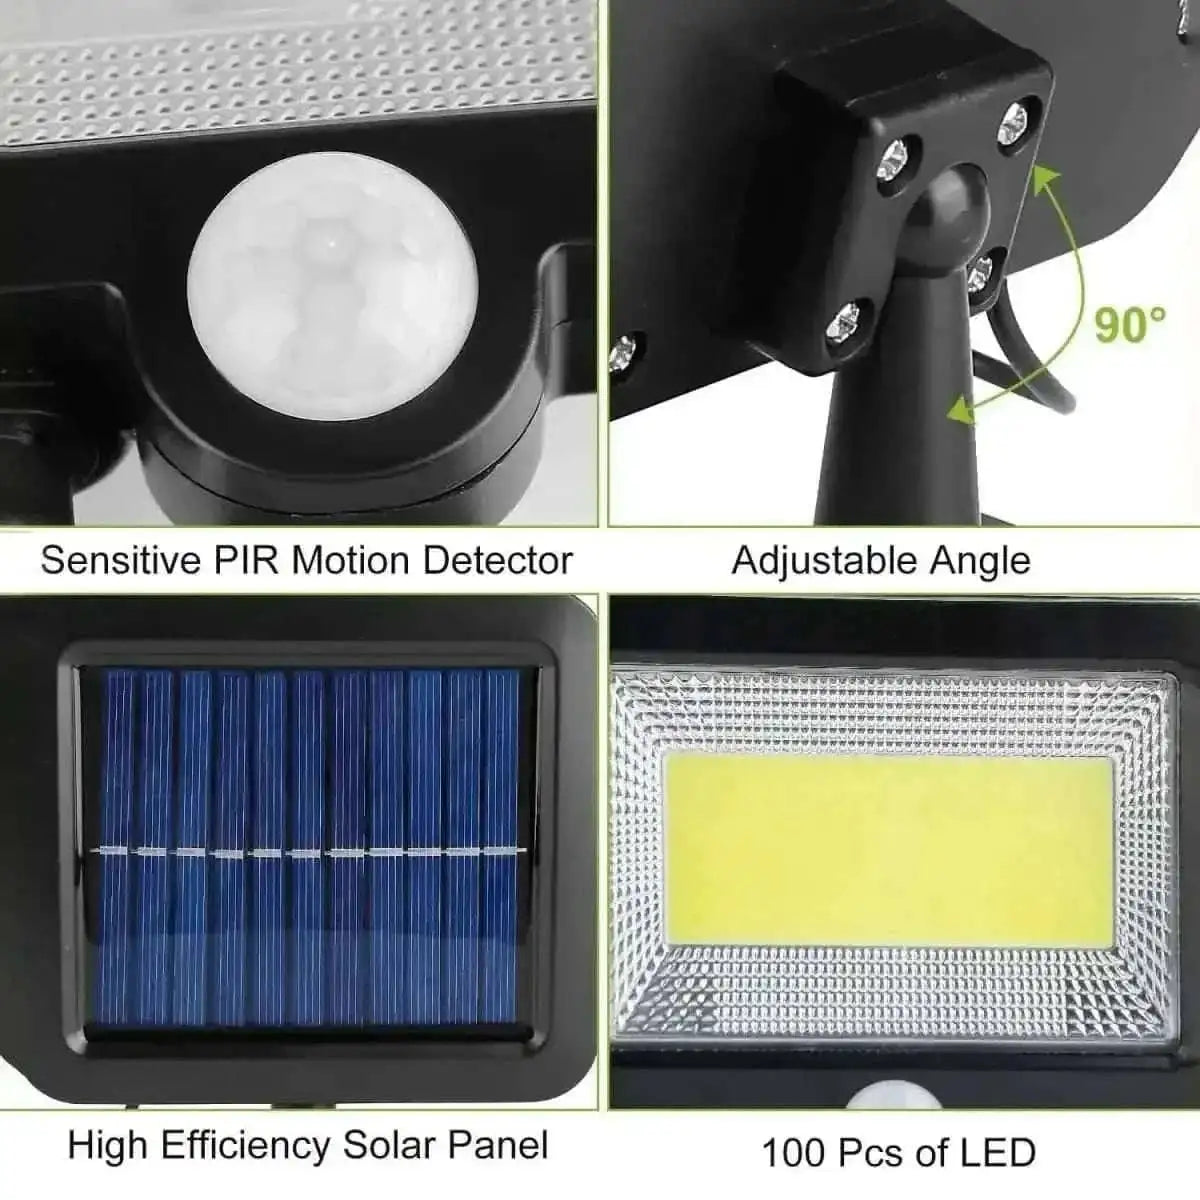 90°
Sensitive PIR Motion Detector
Adjustable Angle
High Efficiency Solar Panel
100 Pcs of LED